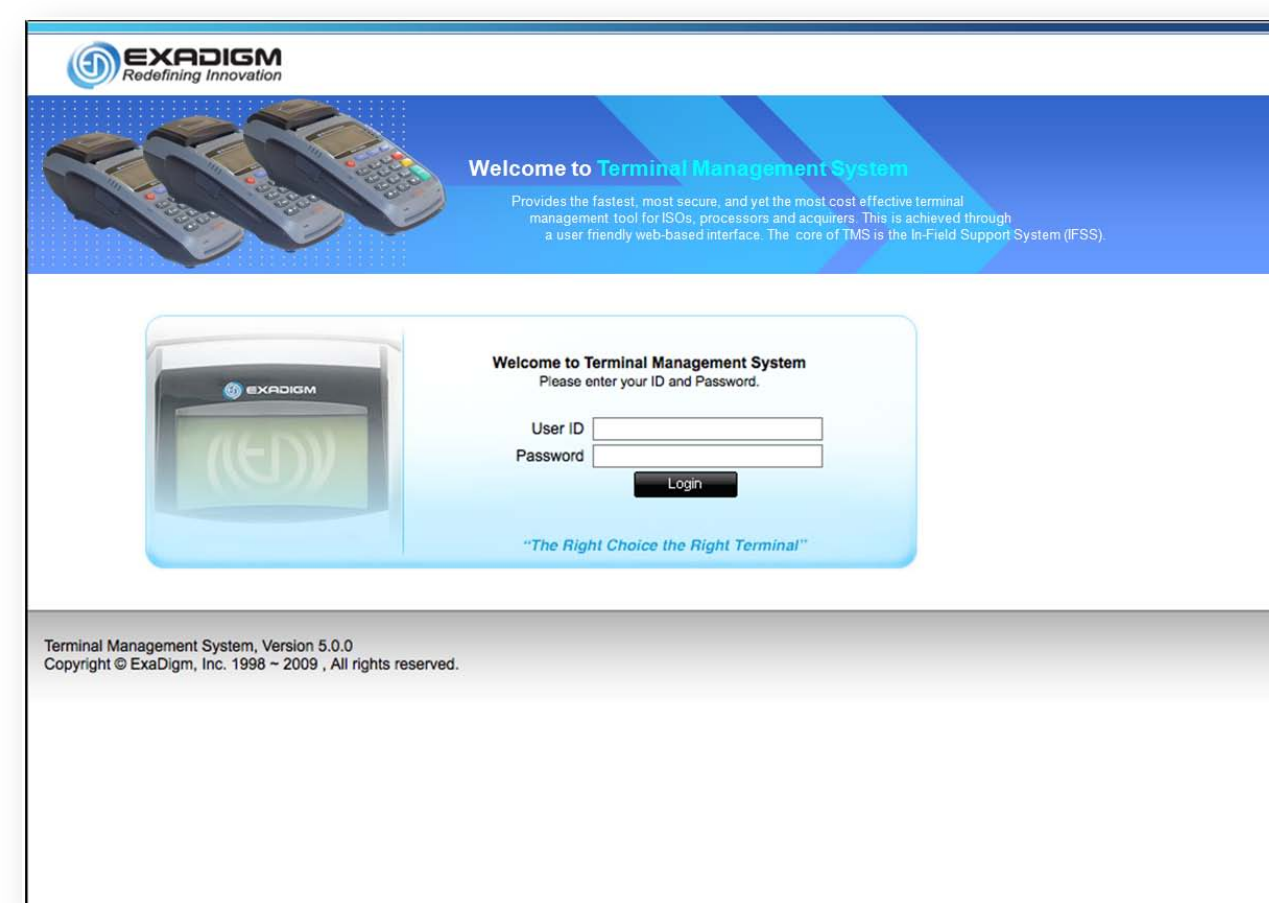 EXADIGM
Redefining Innovation
Welcome to Terminal Management System
Provides the fastest, most secure, and yet the most cost effective terminal
management tool for ISOs, processors and acquirers. This is achieved through
a user friendly web-based interface. The core of TMS is the In-Field Support System (IFSS).
EXADIGM
Welcome to Terminal Management System
Please enter your ID and Password.
User ID
Password
Login
"The Right Choice the Right Terminal"
Terminal Management System, Version 5.0.0
Copyright © ExaDigm, Inc. 1998 ~ 2009 , All rights reserved.